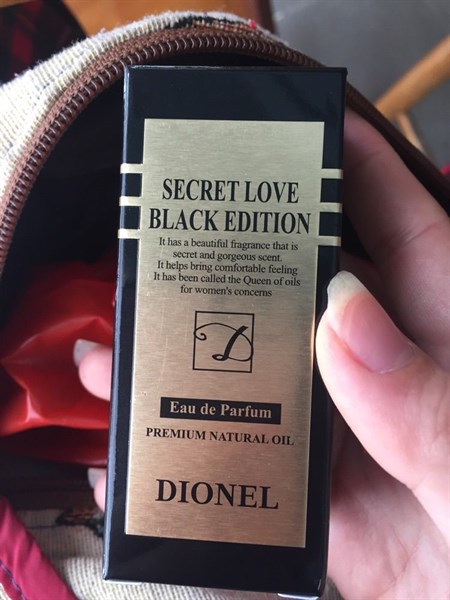 SECRET LOVE
BLACK EDITION
It has a beautiful fragrance that is
secret and gorgeous scent.
It helps bring comfortable feeling
It has been called the Queen of oils
for women's concerns
D
Eau de Parfum
PREMIUM NATURAL OIL
DIONEL